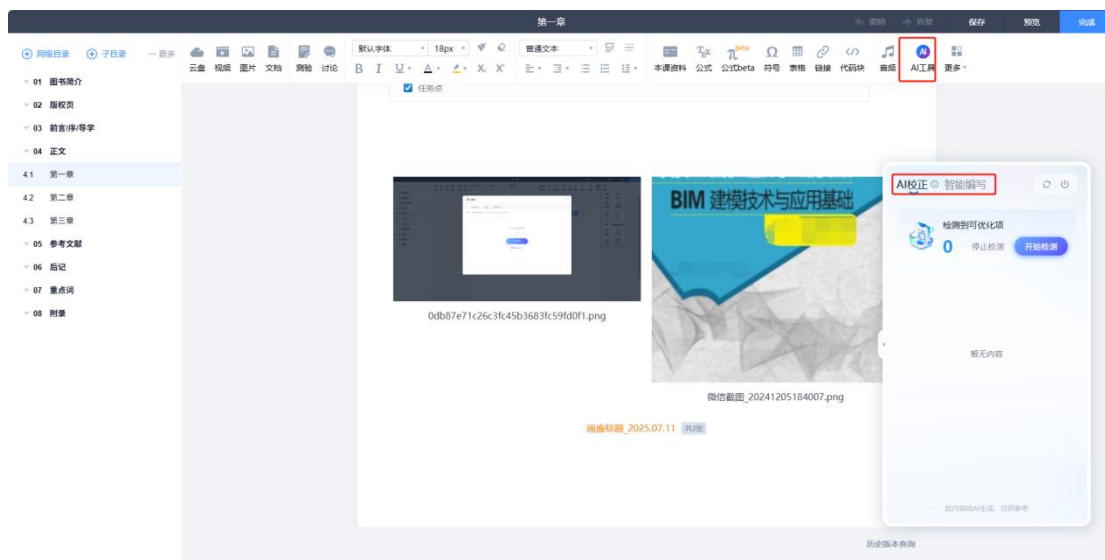 第一章
撤销 恢复 保存 预览 完成
同级目录 子目录 ... 更多
云盘 视频 图片 文档 测验 讨论
默认字体 18px 普通文本
B I U A X, X'
本课资料 公式 公式beta 符号 表格 链接 代码块 音频 AI工具 更多
01 图书简介
02 版权页
03 前言/序/导学
04 正文
4.1 第一章
4.2 第二章
4.3 第三章
05 参考文献
06 后记
07 重点词
08 附录
任务点
BIM 建模技术与应用基础
0db87e71c26c3fc45b3683fc59fd0f1.png
微信截图_20241205184007.png
画廊标题_2025.07.11 共2张
AI校正 智能编写
检测到可优化项
0 停止检测 开始检测
暂无内容
此内容由AI生成，仅供参考
历史版本查询